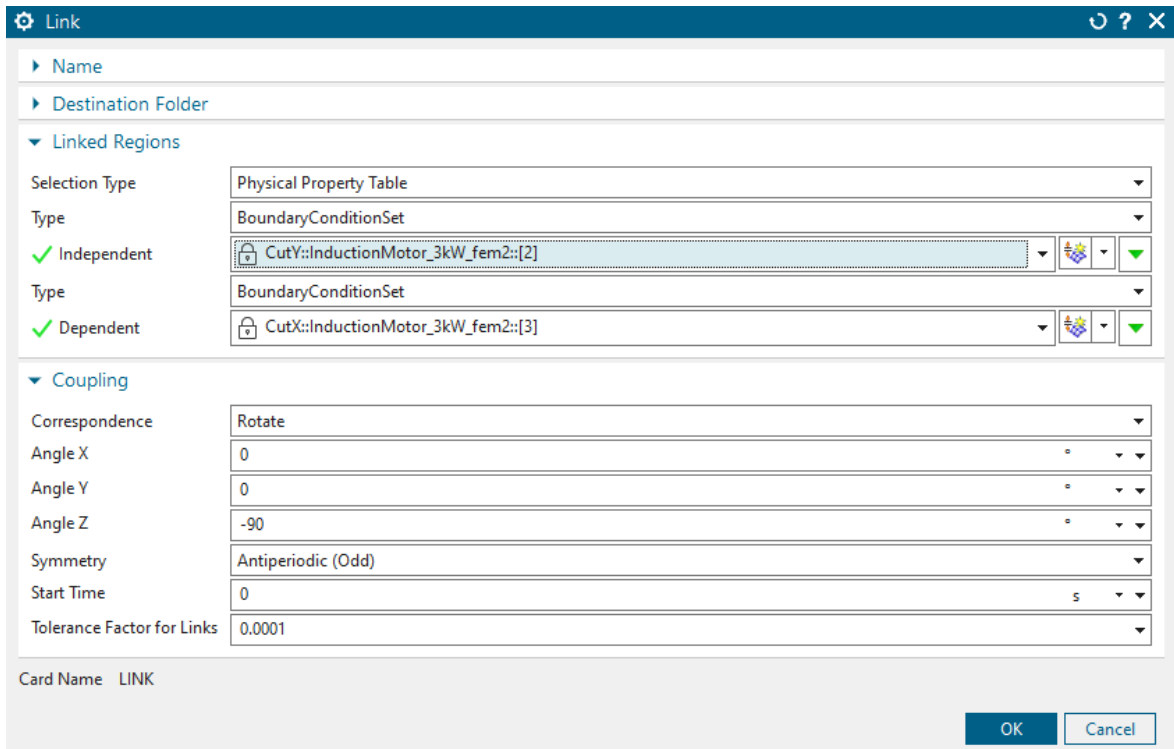 Link ?
Name
Destination Folder
Linked Regions
Selection Type Physical Property Table
Type BoundaryConditionSet
Independent CutY::InductionMotor_3kW_fem2::[2]
Type BoundaryConditionSet
Dependent CutX::InductionMotor_3kW_fem2::[3]
Coupling
Correspondence Rotate
Angle X 0 °
Angle Y 0 °
Angle Z -90 °
Symmetry Antiperiodic (Odd)
Start Time 0 s
Tolerance Factor for Links 0.0001
Card Name LINK
OK Cancel